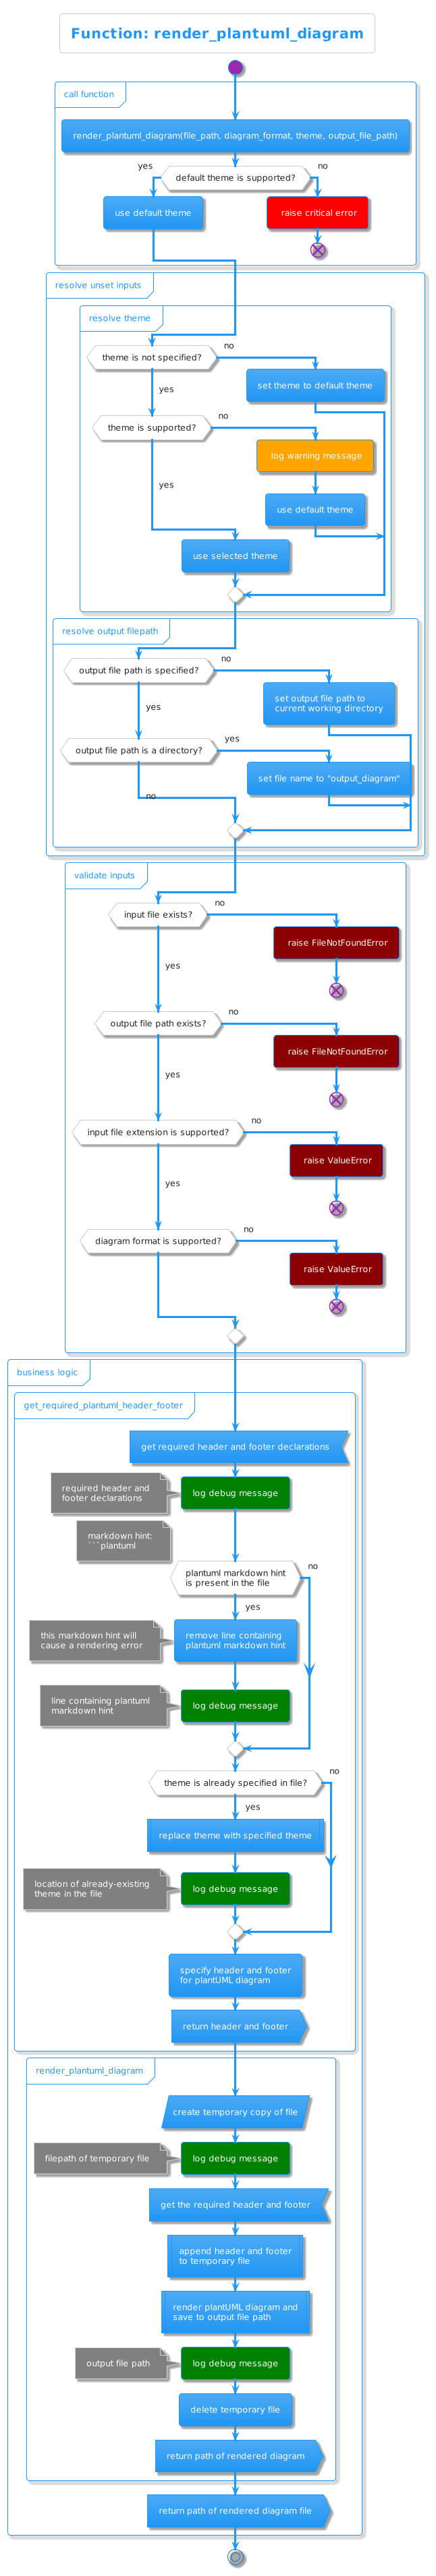 Function: render_plantuml_diagram
call function
render_plantuml_diagram(file_path, diagram_format, theme, output_file_path)
yes
default theme is supported?
no
use default theme
raise critical error
resolve unset inputs
resolve theme
theme is not specified?
no
yes
set theme to default theme
theme is supported?
no
yes
log warning message
use default theme
use selected theme
resolve output filepath
output file path is specified?
no
yes
set output file path to
current working directory
output file path is a directory?
yes
no
set file name to "output_diagram"
validate inputs
input file exists?
no
yes
raise FileNotFoundError
output file path exists?
no
yes
raise FileNotFoundError
input file extension is supported?
no
yes
raise ValueError
diagram format is supported?
no
raise ValueError
business logic
get_required_plantuml_header_footer
get required header and footer declarations
required header and
footer declarations
log debug message
markdown hint:
```plantuml
plantuml markdown hint
is present in the file
no
yes
this markdown hint will
cause a rendering error
remove line containing
plantuml markdown hint
line containing plantuml
markdown hint
log debug message
theme is already specified in file?
no
yes
replace theme with specified theme
location of already-existing
theme in the file
log debug message
specify header and footer
for plantUML diagram
return header and footer
render_plantuml_diagram
create temporary copy of file
filepath of temporary file
log debug message
get the required header and footer
append header and footer
to temporary file
render plantUML diagram and
save to output file path
output file path
log debug message
delete temporary file
return path of rendered diagram
return path of rendered diagram file